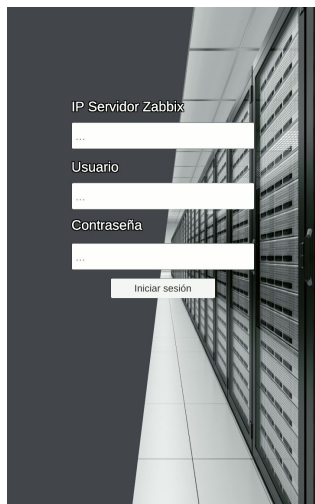 IP Servidor Zabbix
...
Usuario
...
Contraseña
...
Iniciar sesión